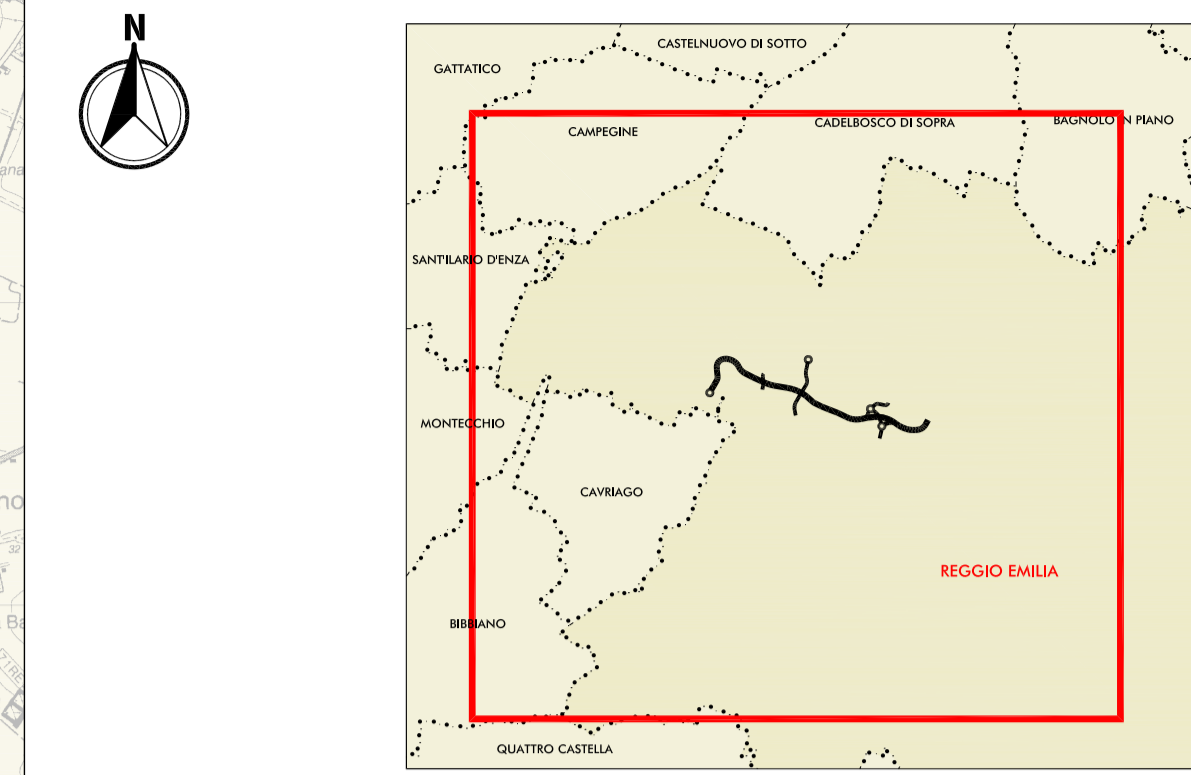 N
CASTELNUOVO DI SOTTO
GATTATICO
CAMPEGINE
CADELBOSCO DI SOPRA
BAGNOLO IN PIANO
SANT'ILARIO D'ENZA
MONTECCHIO
CAVRIAGO
REGGIO EMILIA
BIBBIANO
QUATTRO CASTELLA
32